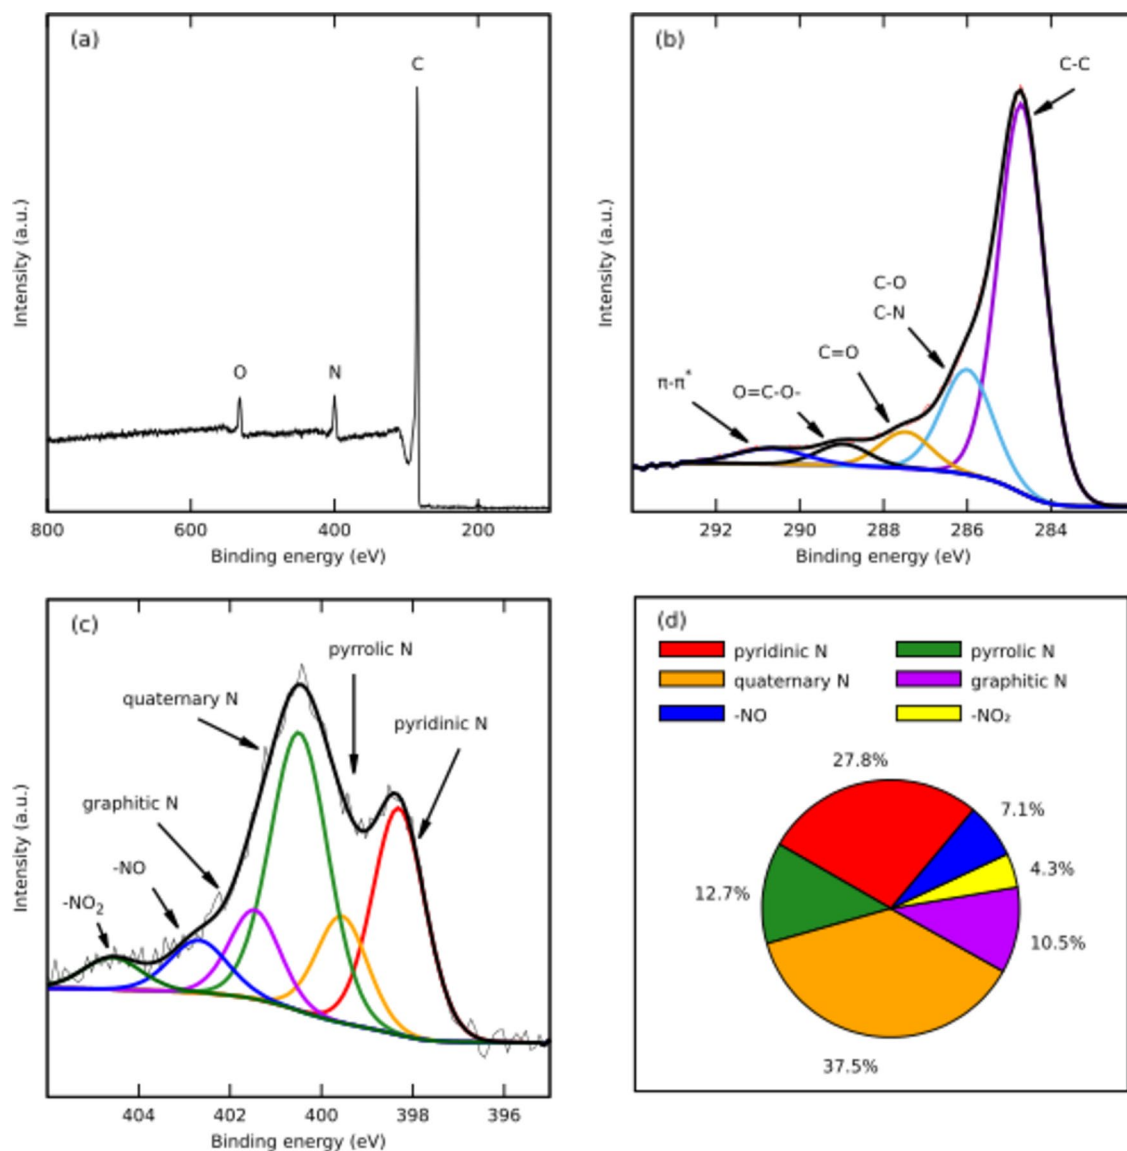 (a)
C
O
N
Intensity (a.u.)
800
600
400
200
Binding energy (eV)
(b)
C-C
C-O
C-N
C=O
O=C-O-
π-π*
Intensity (a.u.)
292
290
288
286
284
Binding energy (eV)
(c)
pyrrolic N
quaternary N
pyridinic N
graphitic N
-NO
-NO₂
Intensity (a.u.)
404
402
400
398
396
Binding energy (eV)
(d)
pyridinic N
pyrrolic N
quaternary N
graphitic N
-NO
-NO₂
27.8%
7.1%
4.3%
12.7%
10.5%
37.5%